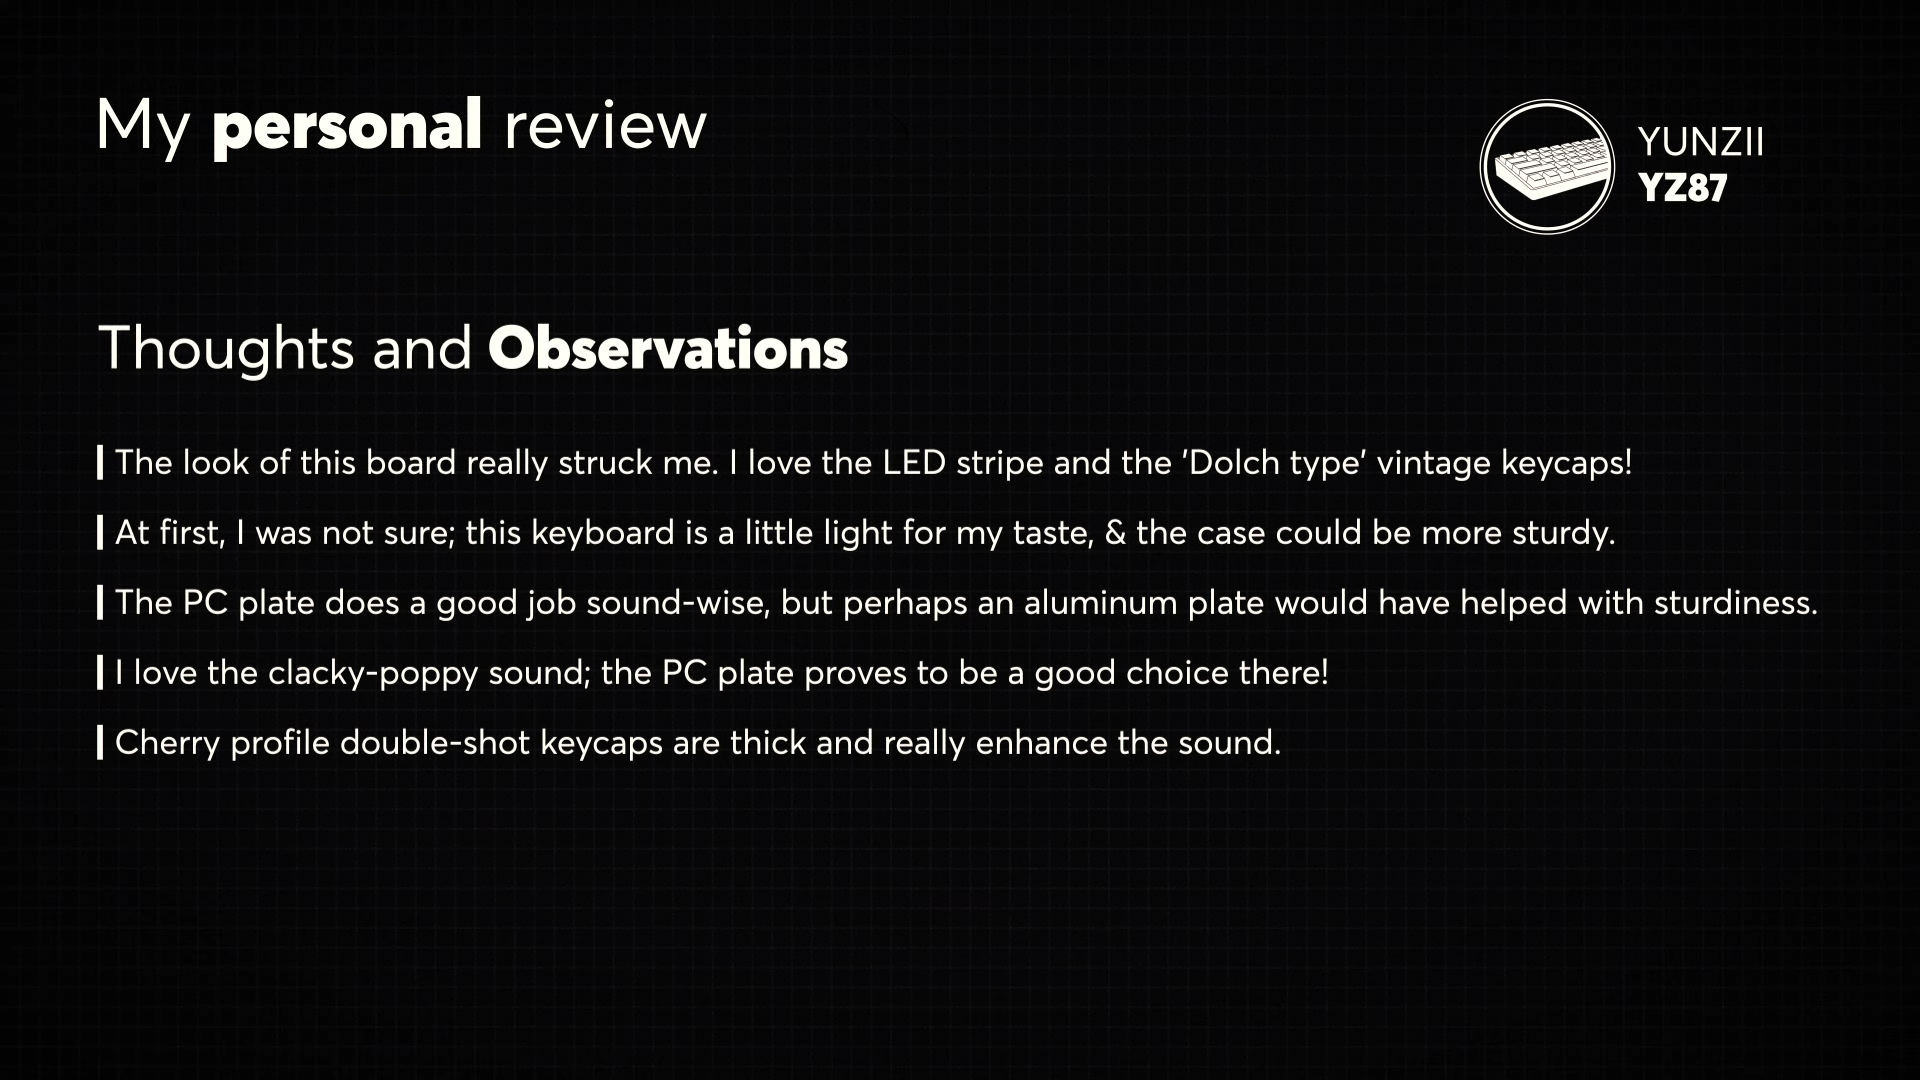 My personal review
YUNZII
YZ87
Thoughts and Observations
The look of this board really struck me. I love the LED stripe and the 'Dolch type' vintage keycaps!
At first, I was not sure; this keyboard is a little light for my taste, & the case could be more sturdy.
The PC plate does a good job sound-wise, but perhaps an aluminum plate would have helped with sturdiness.
I love the clacky-poppy sound; the PC plate proves to be a good choice there!
Cherry profile double-shot keycaps are thick and really enhance the sound.